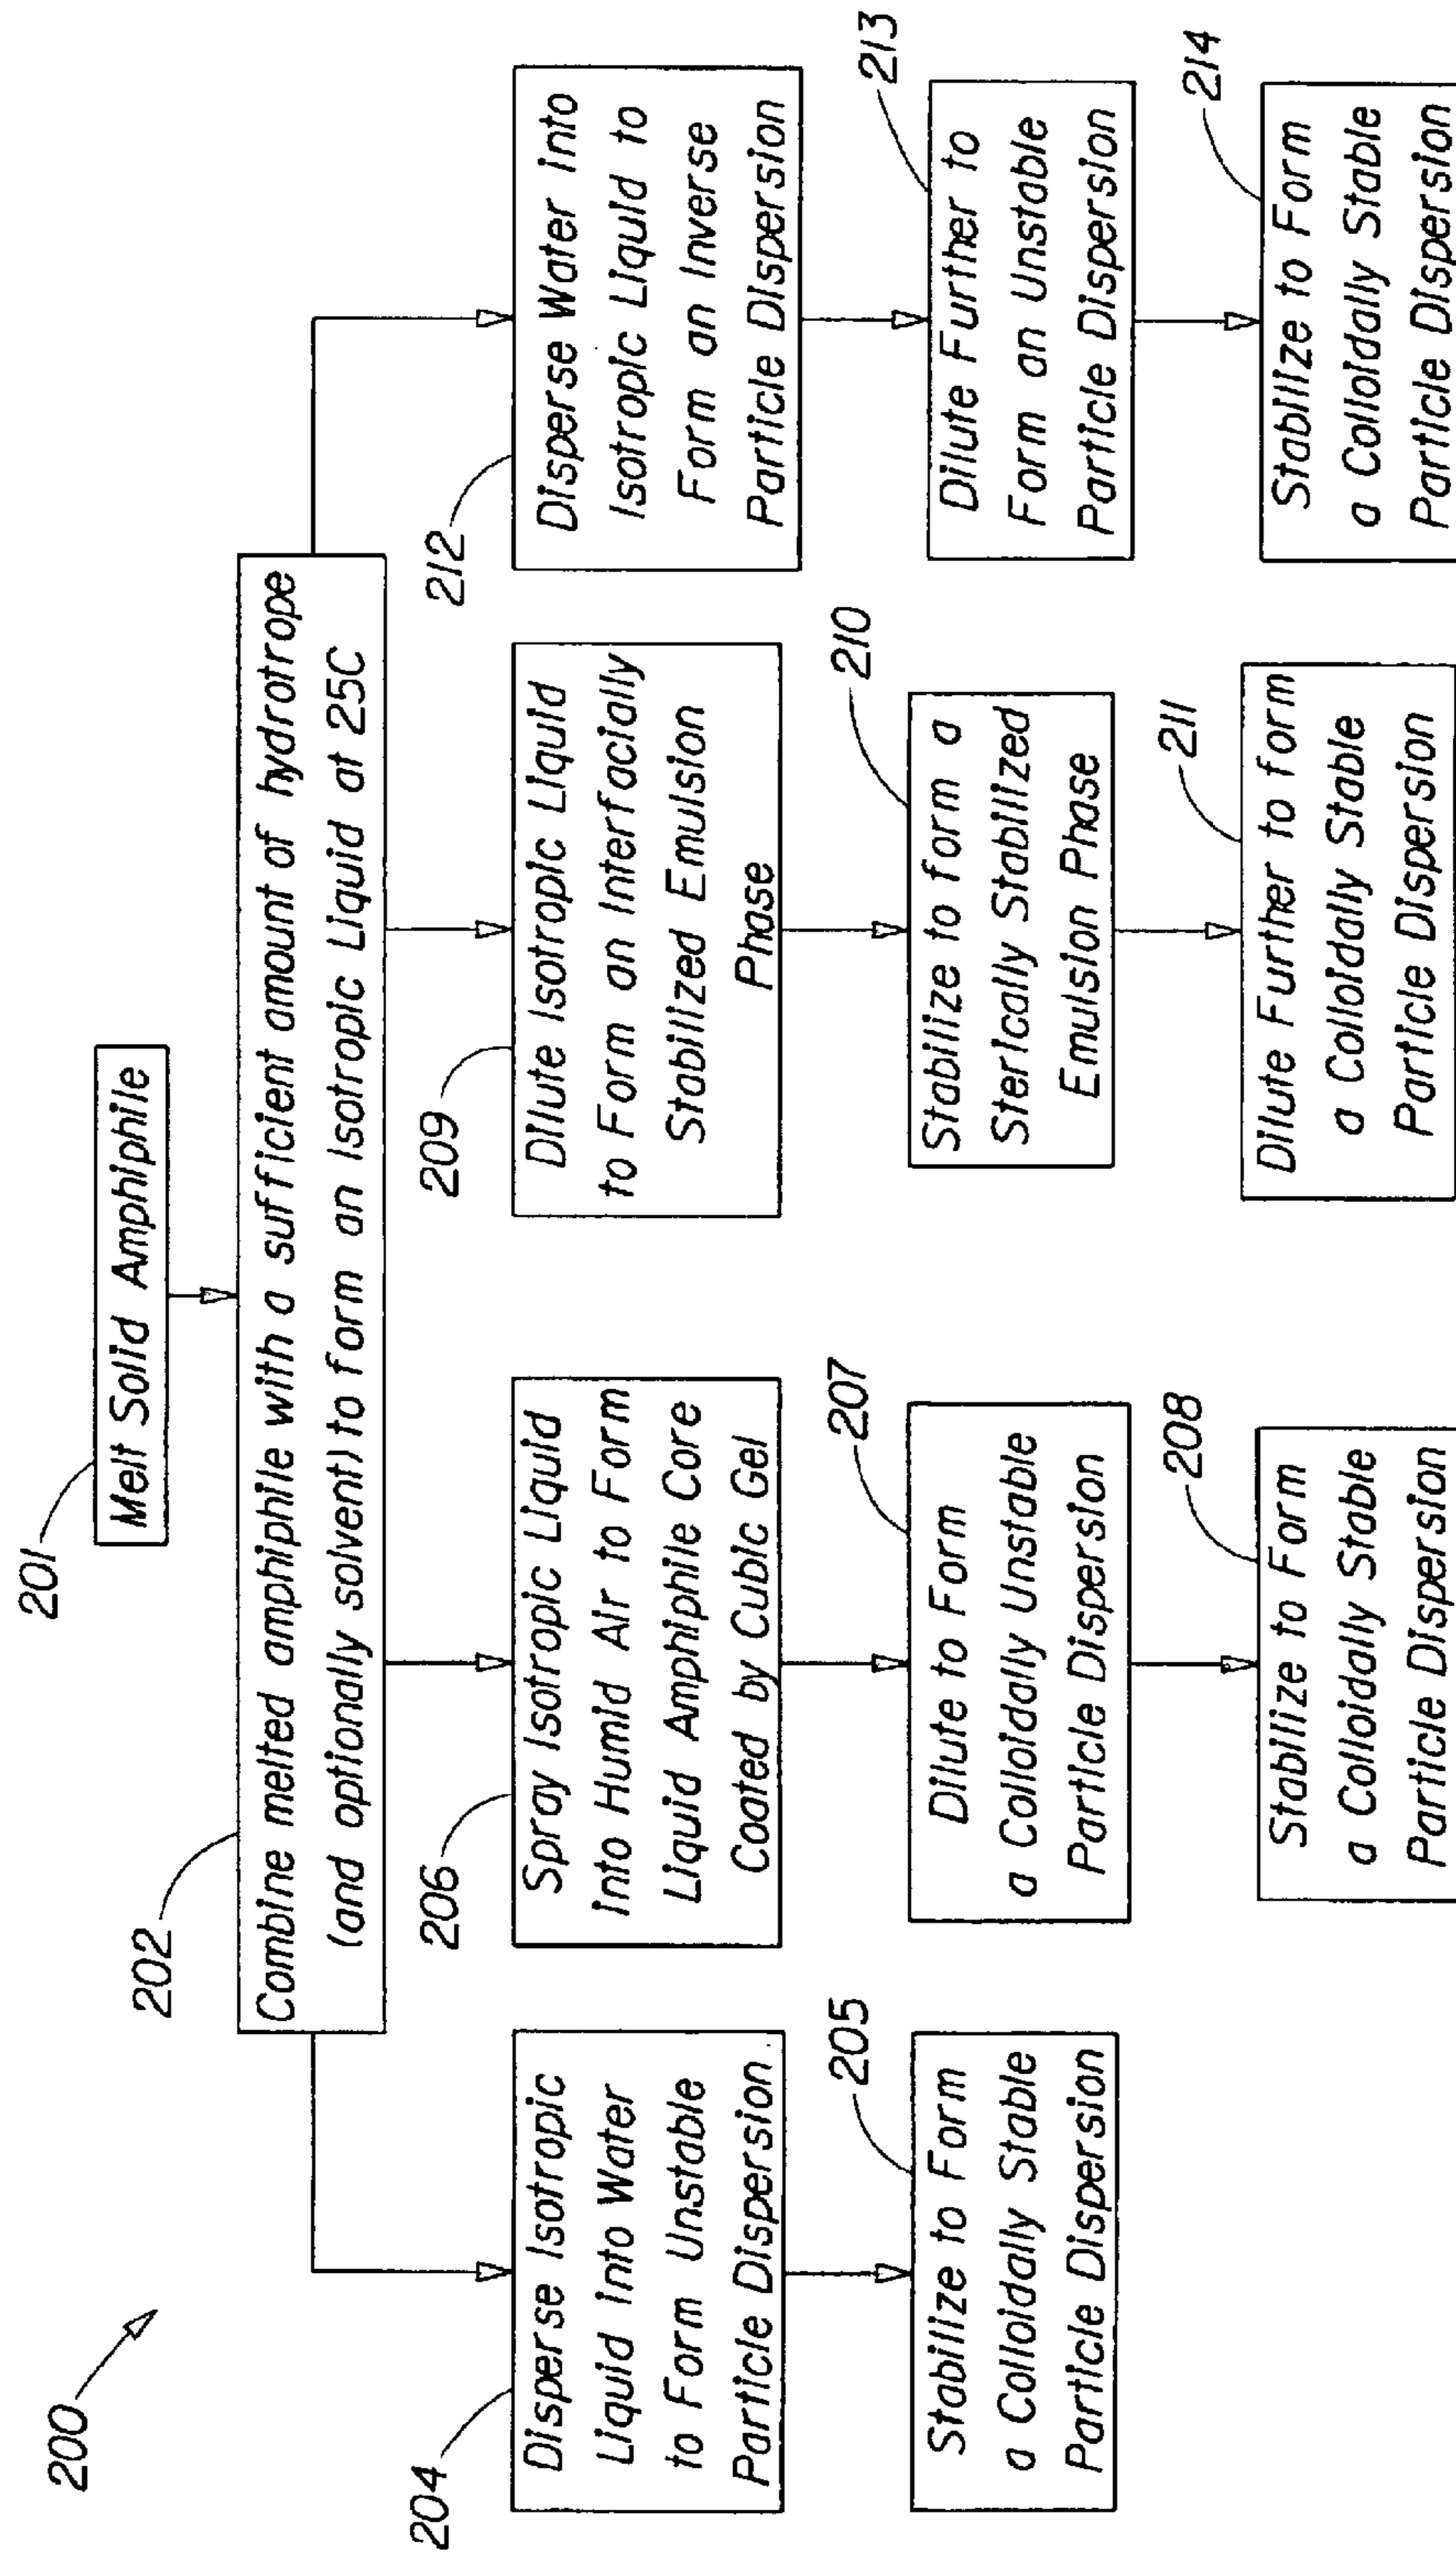 200
201
Melt Solid Amphiphile
202
Combine melted amphiphile with a sufficient amount of hydrotrope
(and optionally solvent) to form an Isotropic Liquid at 25C
204
Disperse Isotropic
Liquid Into Water
to Form Unstable
Particle Dispersion
205
Stabilize to Form
a Colloidally Stable
Particle Dispersion
206
Spray Isotropic Liquid
Into Humid Air to Form
Liquid Amphiphile Core
Coated by Cubic Gel
207
Dilute to Form
a Colloidally Unstable
Particle Dispersion
208
Stabilize to Form
a Colloidally Stable
Particle Dispersion
209
Dilute Isotropic Liquid
to Form an Interfacially
Stabilized Emulsion
Phase
210
Stabilize to form a
Sterically Stabilized
Emulsion Phase
211
Dilute Further to form
a Colloidally Stable
Particle Dispersion
212
Disperse Water into
Isotropic Liquid to
Form an Inverse
Particle Dispersion
213
Dilute Further to
Form an Unstable
Particle Dispersion
214
Stabilize to Form
a Colloidally Stable
Particle Dispersion